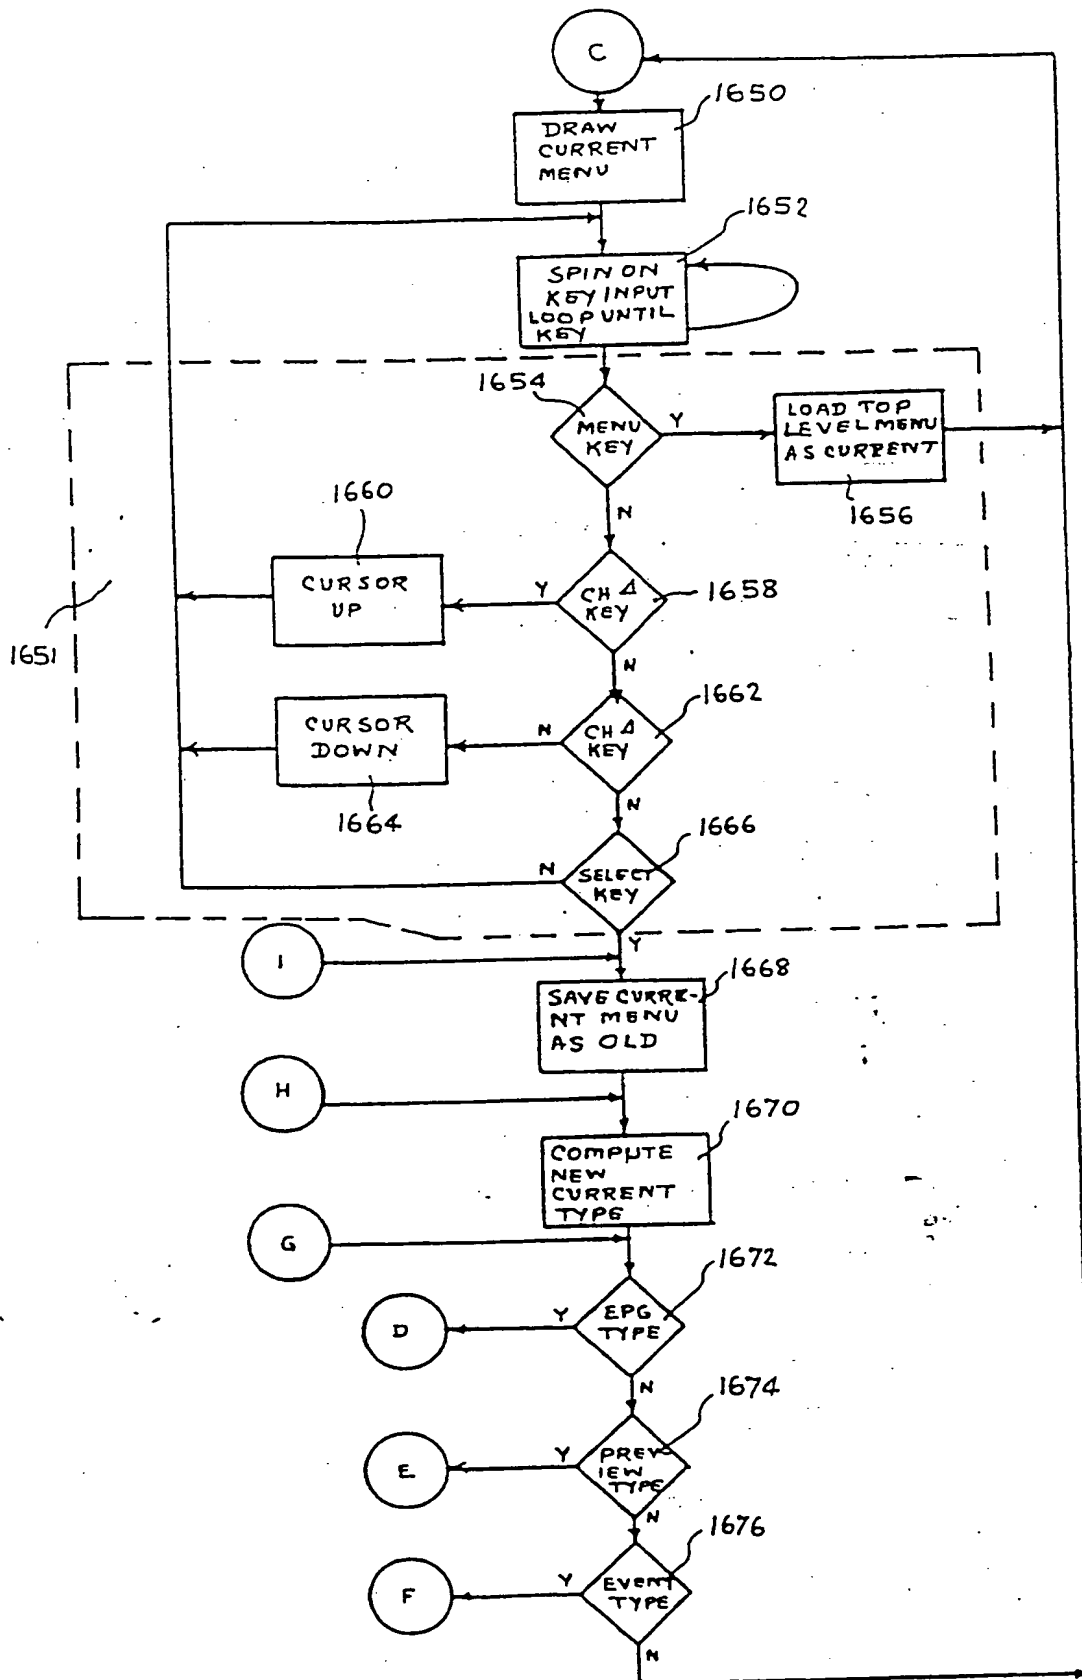 C
1650
DRAW
CURRENT
MENU
1652
SPIN ON
KEY INPUT
LOOP UNTIL
KEY
1654
MENU
KEY
Y
LOAD TOP
LEVEL MENU
AS CURRENT
1656
N
1660
CURSOR
UP
Y
CH Δ
KEY
1658
1651
N
1662
CURSOR
DOWN
N
CH Δ
KEY
1664
N
1666
N
SELECT
KEY
Y
I
1668
SAVE CURRE-
NT MENU
AS OLD
H
1670
COMPUTE
NEW
CURRENT
TYPE
G
1672
D
Y
EPG
TYPE
N
1674
E
Y
PREV
IEW
TYPE
N
1676
F
Y
EVENT
TYPE
N